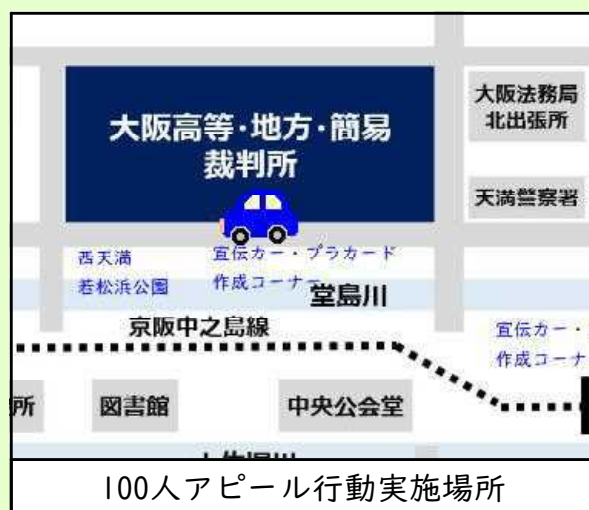 大阪高等・地方・簡易
裁判所
大阪法務局
北出張所
天満警察署
西天満
若松浜公園
宣伝カー・プラカード
作成コーナー
堂島川
京阪中之島線
宣伝カー・
作成コーナ
所
図書館
中央公会堂
100人アピール行動実施場所